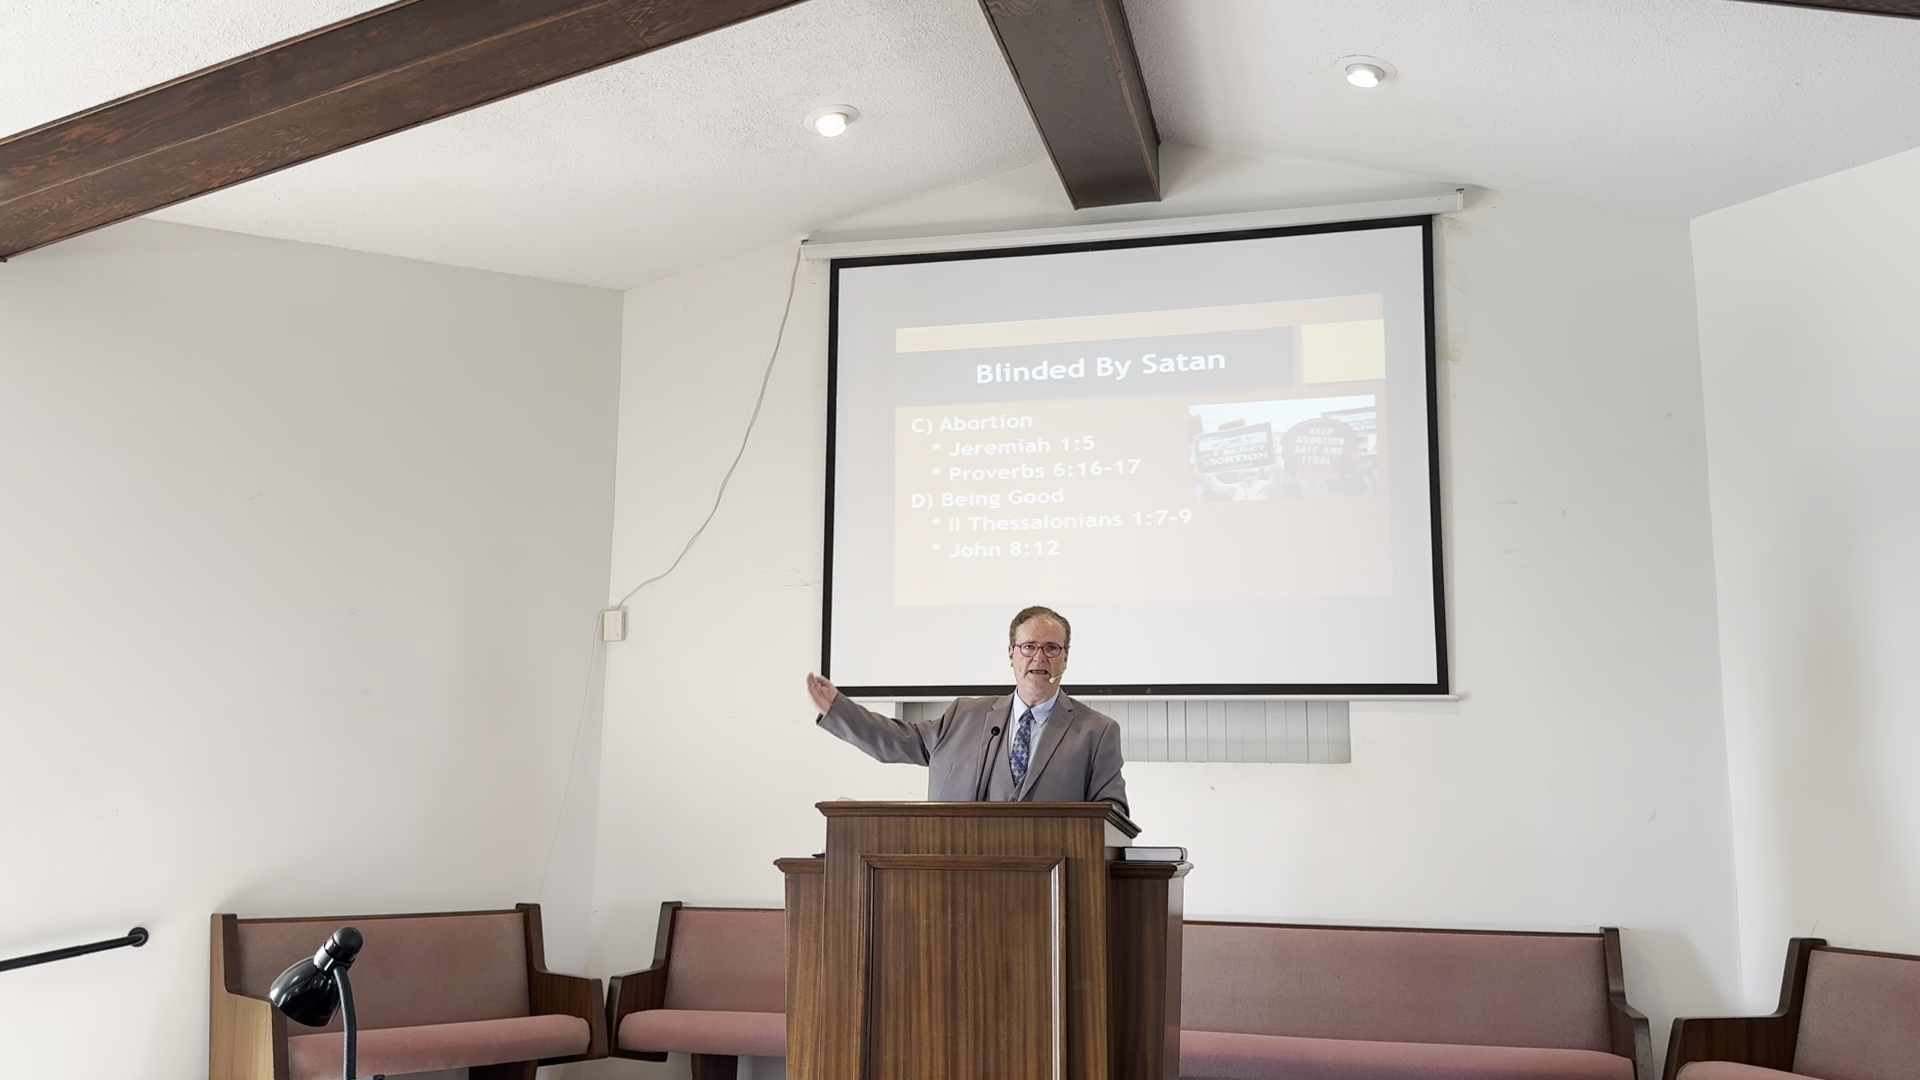 Blinded By Satan
C) Abortion
* Jeremiah 1:5
* Proverbs 6:16-17
D) Being Good
* II Thessalonians 1:7-9
* John 8:12
REJECT
ABORTION
KEEP
ABORTION
SAFE AND
LEGAL